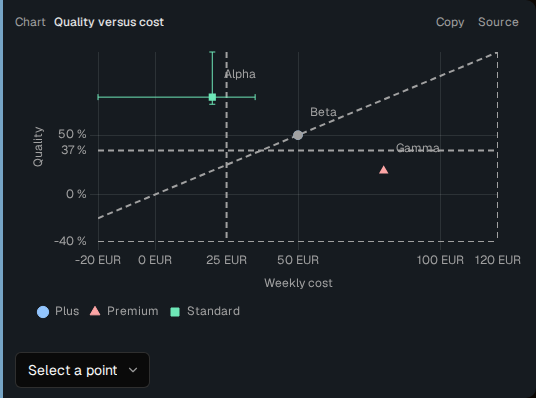 Chart Quality versus cost Copy Source
Alpha
Beta
Gamma
Quality
50 %
37 %
0 %
-40 %
-20 EUR 0 EUR 25 EUR 50 EUR 100 EUR 120 EUR
Weekly cost
Plus Premium Standard
Select a point